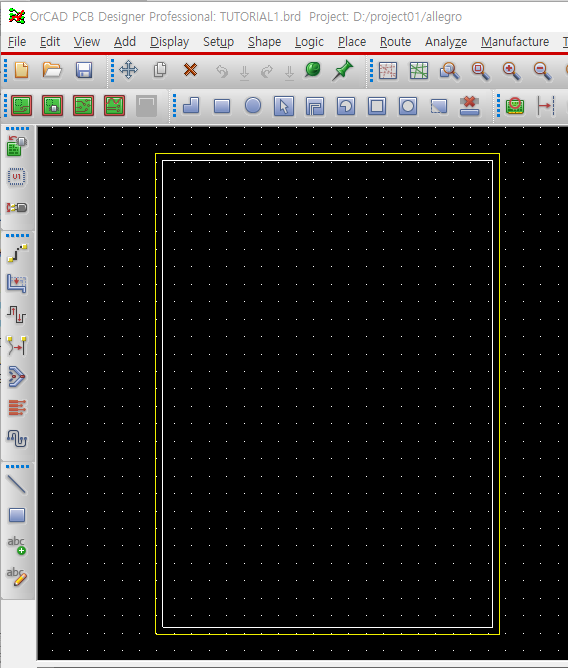 OrCAD PCB Designer Professional: TUTORIAL1.brd Project: D:/project01/allegro
File Edit View Add Display Setup Shape Logic Place Route Analyze Manufacture T
U1
abc
abc